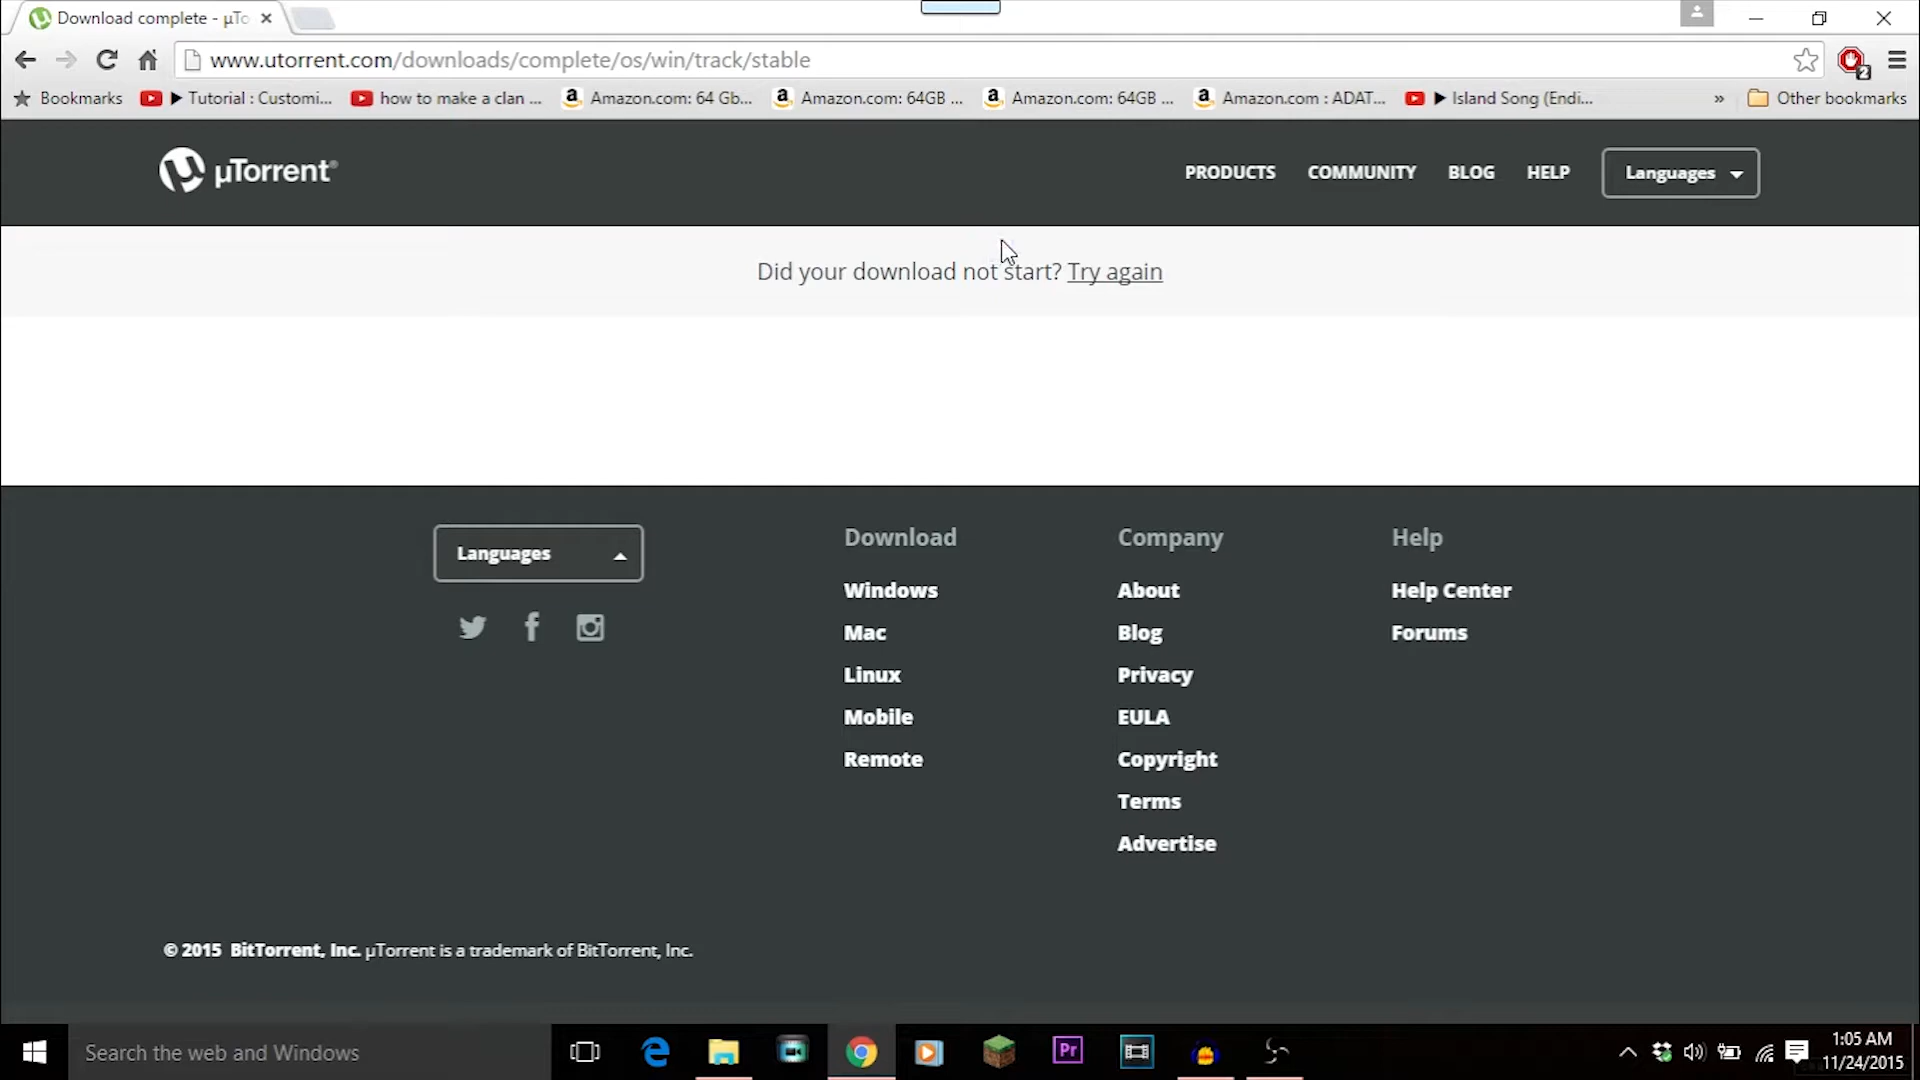 Download complete - µTo
www.utorrent.com/downloads/complete/os/win/track/stable
2
Bookmarks ▶ Tutorial : Customi... how to make a clan ... Amazon.com: 64 Gb... Amazon.com: 64GB ... Amazon.com: 64GB ... Amazon.com : ADAT... ▶ Island Song (Endi... » Other bookmarks
µTorrent® PRODUCTS COMMUNITY BLOG HELP Languages
Did your download not start? Try again
Languages
Download
Windows
Mac
Linux
Mobile
Remote
Company
About
Blog
Privacy
EULA
Copyright
Terms
Advertise
Help
Help Center
Forums
© 2015 BitTorrent, Inc. µTorrent is a trademark of BitTorrent, Inc.
Search the web and Windows
Pr
1:05 AM
11/24/2015